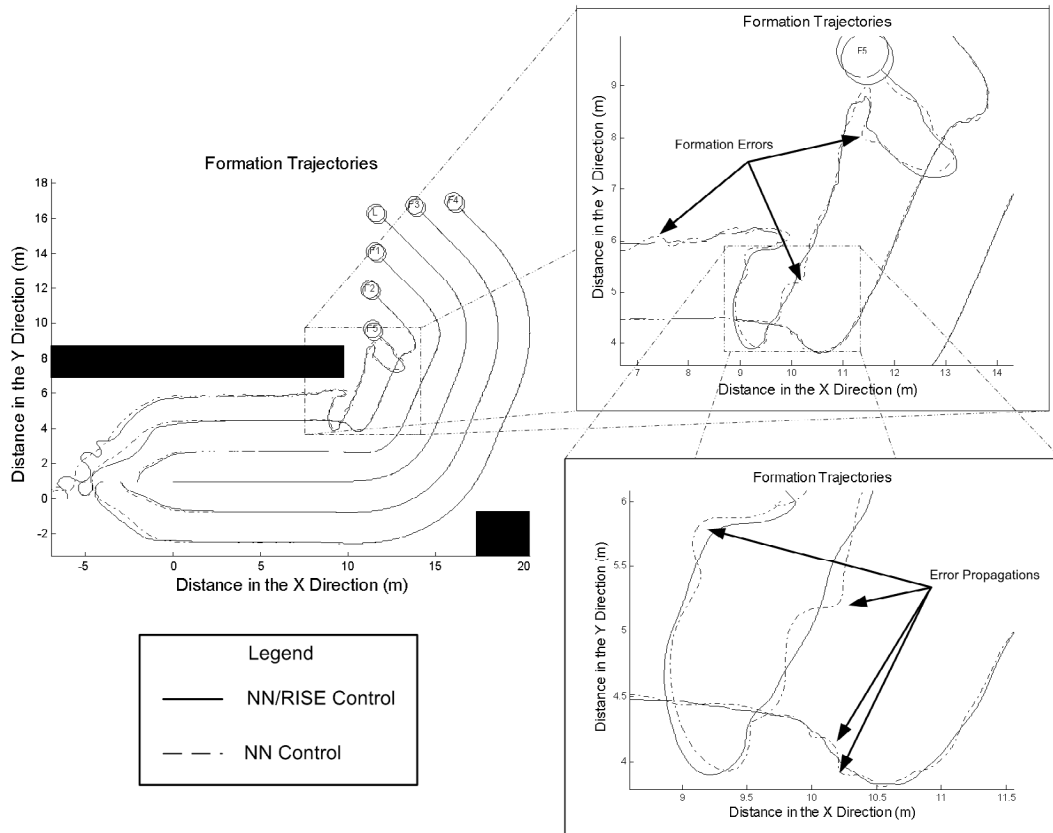 Formation Trajectories
18
16
14
12
10
8
6
4
2
0
-2
-5
0
5
10
15
20
Distance in the Y Direction (m)
Distance in the X Direction (m)
L
F3
F4
F1
F2
F5
Legend
NN/RISE Control
NN Control
Formation Trajectories
F5
Formation Errors
9
8
7
6
5
4
7
8
9
10
11
12
13
14
Distance in the Y Direction (m)
Distance in the X Direction (m)
Formation Trajectories
6
5.5
5
4.5
4
9
9.5
10
10.5
11
11.5
Error Propagations
Distance in the Y Direction (m)
Distance in the X Direction (m)